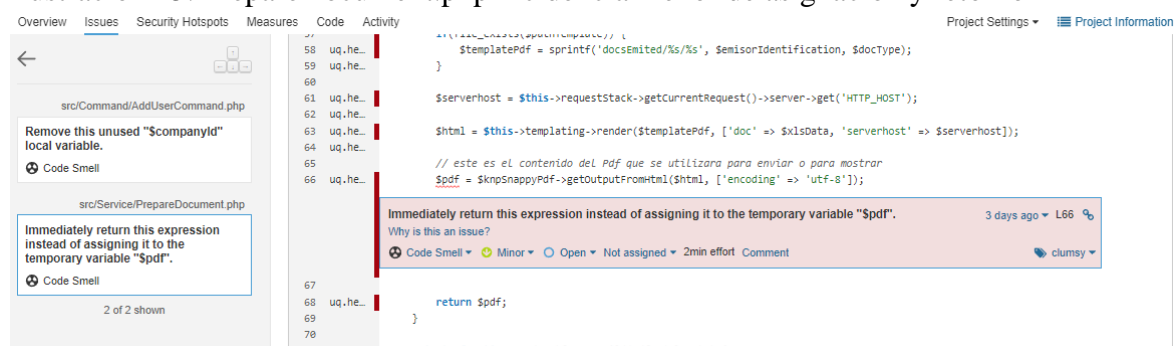 Overview Issues Security Hotspots Measures Code Activity Project Settings Project Information
src/Command/AddUserCommand.php
Remove this unused "$companyId"
local variable.
Code Smell
src/Service/PrepareDocument.php
Immediately return this expression
instead of assigning it to the
temporary variable "$pdf".
Code Smell
2 of 2 shown
58 uq.he… $templatePdf = sprintf('docsEmited/%s/%s', $emisorIdentification, $docType);
59 uq.he… }
60
61 uq.he… $serverhost = $this->requestStack->getCurrentRequest()->server->get('HTTP_HOST');
62 uq.he…
63 uq.he… $html = $this->templating->render($templatePdf, ['doc' => $xlsData, 'serverhost' => $serverhost]);
64 uq.he…
65 // este es el contenido del Pdf que se utilizara para enviar o para mostrar
66 uq.he… $pdf = $knpSnappyPdf->getOutputFromHtml($html, ['encoding' => 'utf-8']);
Immediately return this expression instead of assigning it to the temporary variable "$pdf". 3 days ago L66
Why is this an issue?
Code Smell Minor Open Not assigned 2min effort Comment clumsy
67
68 uq.he… return $pdf;
69 }
70